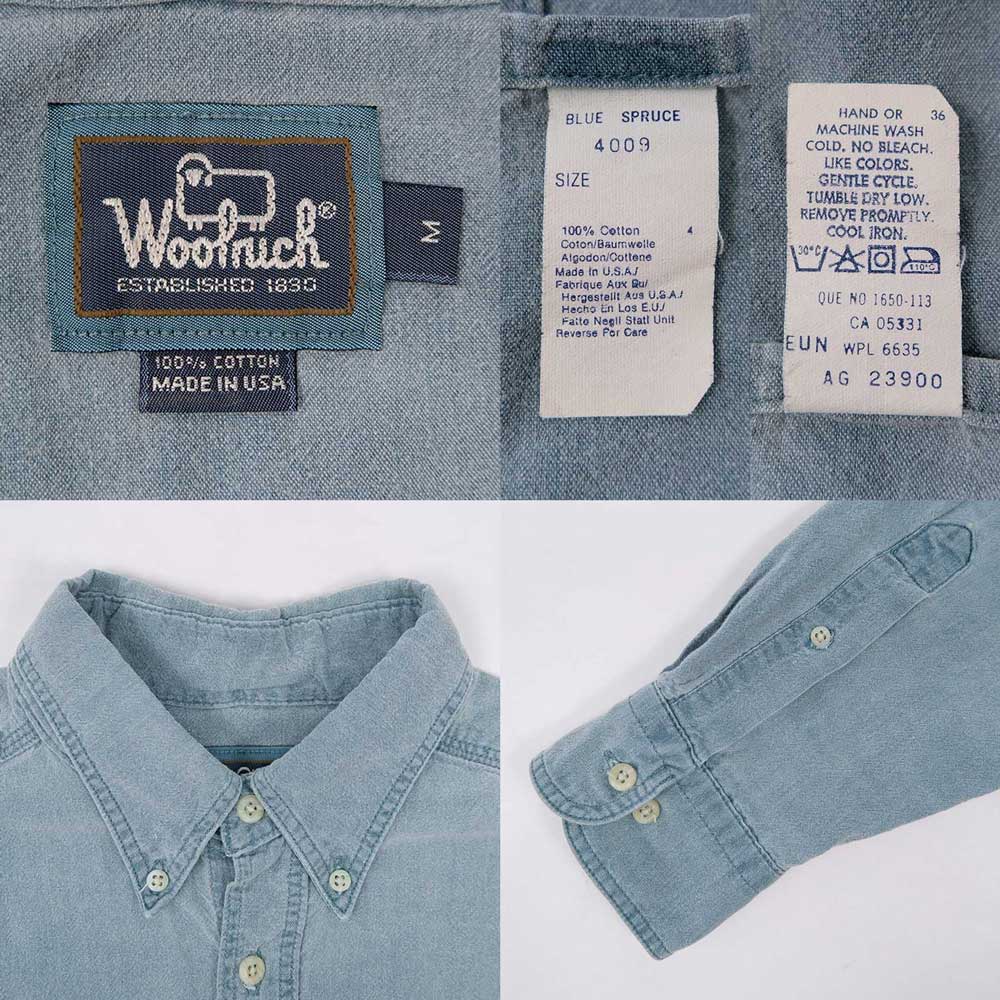 Woolrich®
ESTABLISHED 1830
M
100% COTTON
MADE IN USA
BLUE SPRUCE
4009
SIZE
100% Cotton 4
Coton/Baumwolle
Algodon/Cottene
Made in U.S.A./
Fabrique Aux Eu/
Hergestellt Aus U.S.A./
Hecho En Los E.U./
Fatte Negli Stati Unit
Reverse For Care
HAND OR 36
MACHINE WASH
COLD. NO BLEACH.
LIKE COLORS.
GENTLE CYCLE.
TUMBLE DRY LOW.
REMOVE PROMPTLY.
COOL IRON.
30°C 110°C
QUE NO 1650-113
CA 05331
EUN WPL 6635
AG 23900